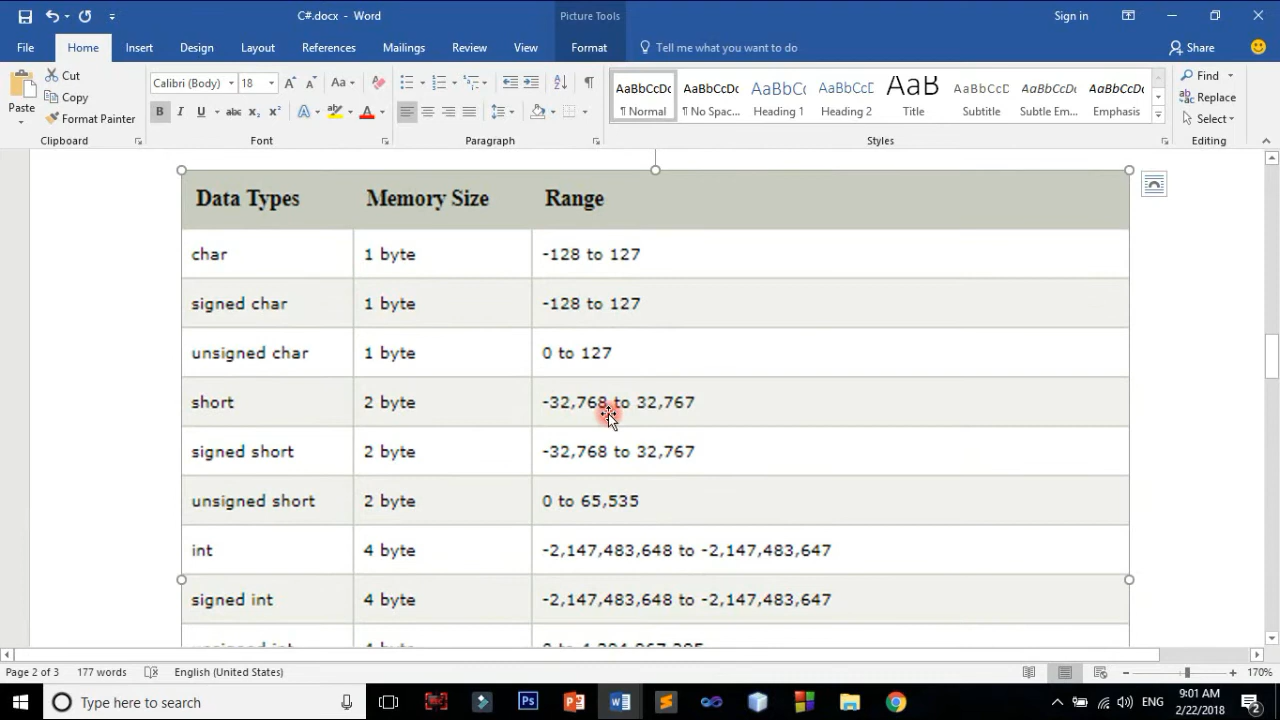 C#.docx - Word
Picture Tools
Sign in
File
Home
Insert
Design
Layout
References
Mailings
Review
View
Format
Tell me what you want to do
Share
Paste
Cut
Copy
Format Painter
Calibri (Body)
18
Aa
B I U abc x₂ x²
AaBbCcDc
¶ Normal
AaBbCcDc
¶ No Spac...
AaBbCc
Heading 1
AaBbCcD
Heading 2
AaB
Title
AaBbCcD
Subtitle
AaBbCcDc
Subtle Em...
AaBbCcDc
Emphasis
Find
Replace
Select
Clipboard
Font
Paragraph
Styles
Editing
Data Types Memory Size Range
char 1 byte -128 to 127
signed char 1 byte -128 to 127
unsigned char 1 byte 0 to 127
short 2 byte -32,768 to 32,767
signed short 2 byte -32,768 to 32,767
unsigned short 2 byte 0 to 65,535
int 4 byte -2,147,483,648 to -2,147,483,647
signed int 4 byte -2,147,483,648 to -2,147,483,647
Page 2 of 3 177 words English (United States) 170%
Type here to search
ENG
9:01 AM
2/22/2018